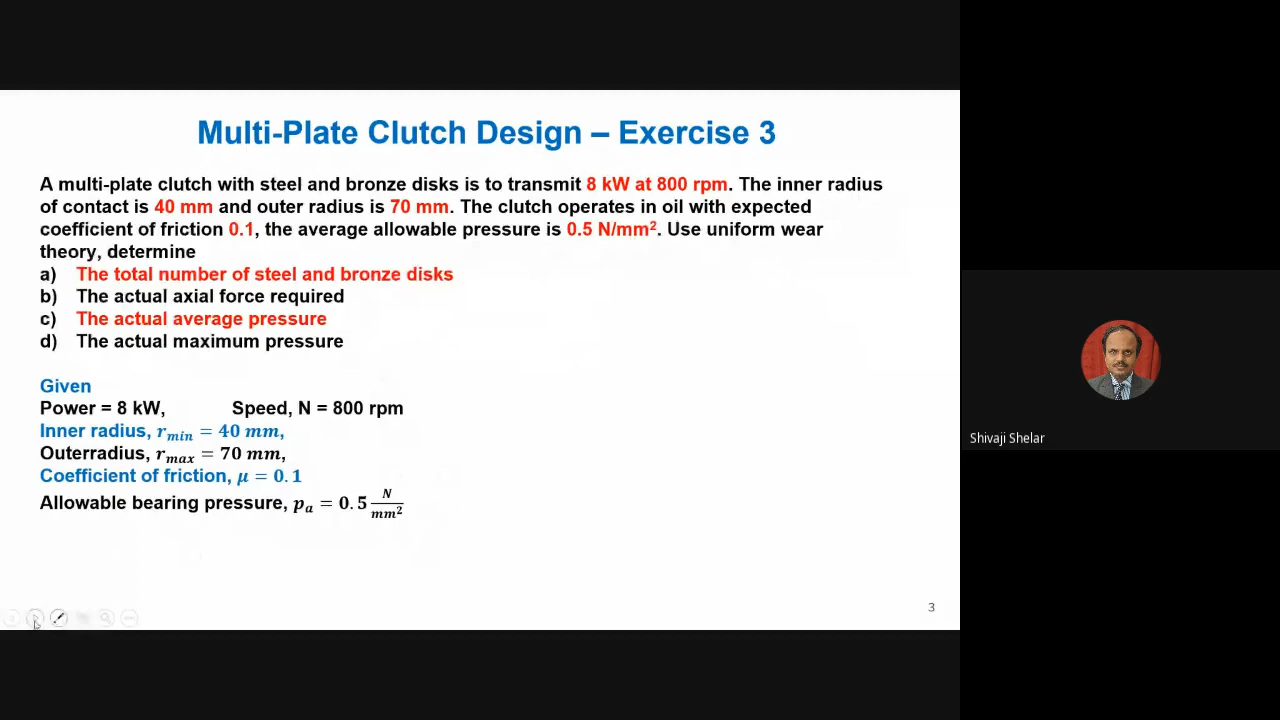 Multi-Plate Clutch Design – Exercise 3
A multi-plate clutch with steel and bronze disks is to transmit 8 kW at 800 rpm. The inner radius
of contact is 40 mm and outer radius is 70 mm. The clutch operates in oil with expected
coefficient of friction 0.1, the average allowable pressure is 0.5 N/mm². Use uniform wear
theory, determine
a) The total number of steel and bronze disks
b) The actual axial force required
c) The actual average pressure
d) The actual maximum pressure
Given
Power = 8 kW, Speed, N = 800 rpm
Inner radius, r_min = 40 mm,
Outerradius, r_max = 70 mm,
Coefficient of friction, μ = 0.1
Allowable bearing pressure, p_a = 0.5 N/mm²
3
Shivaji Shelar